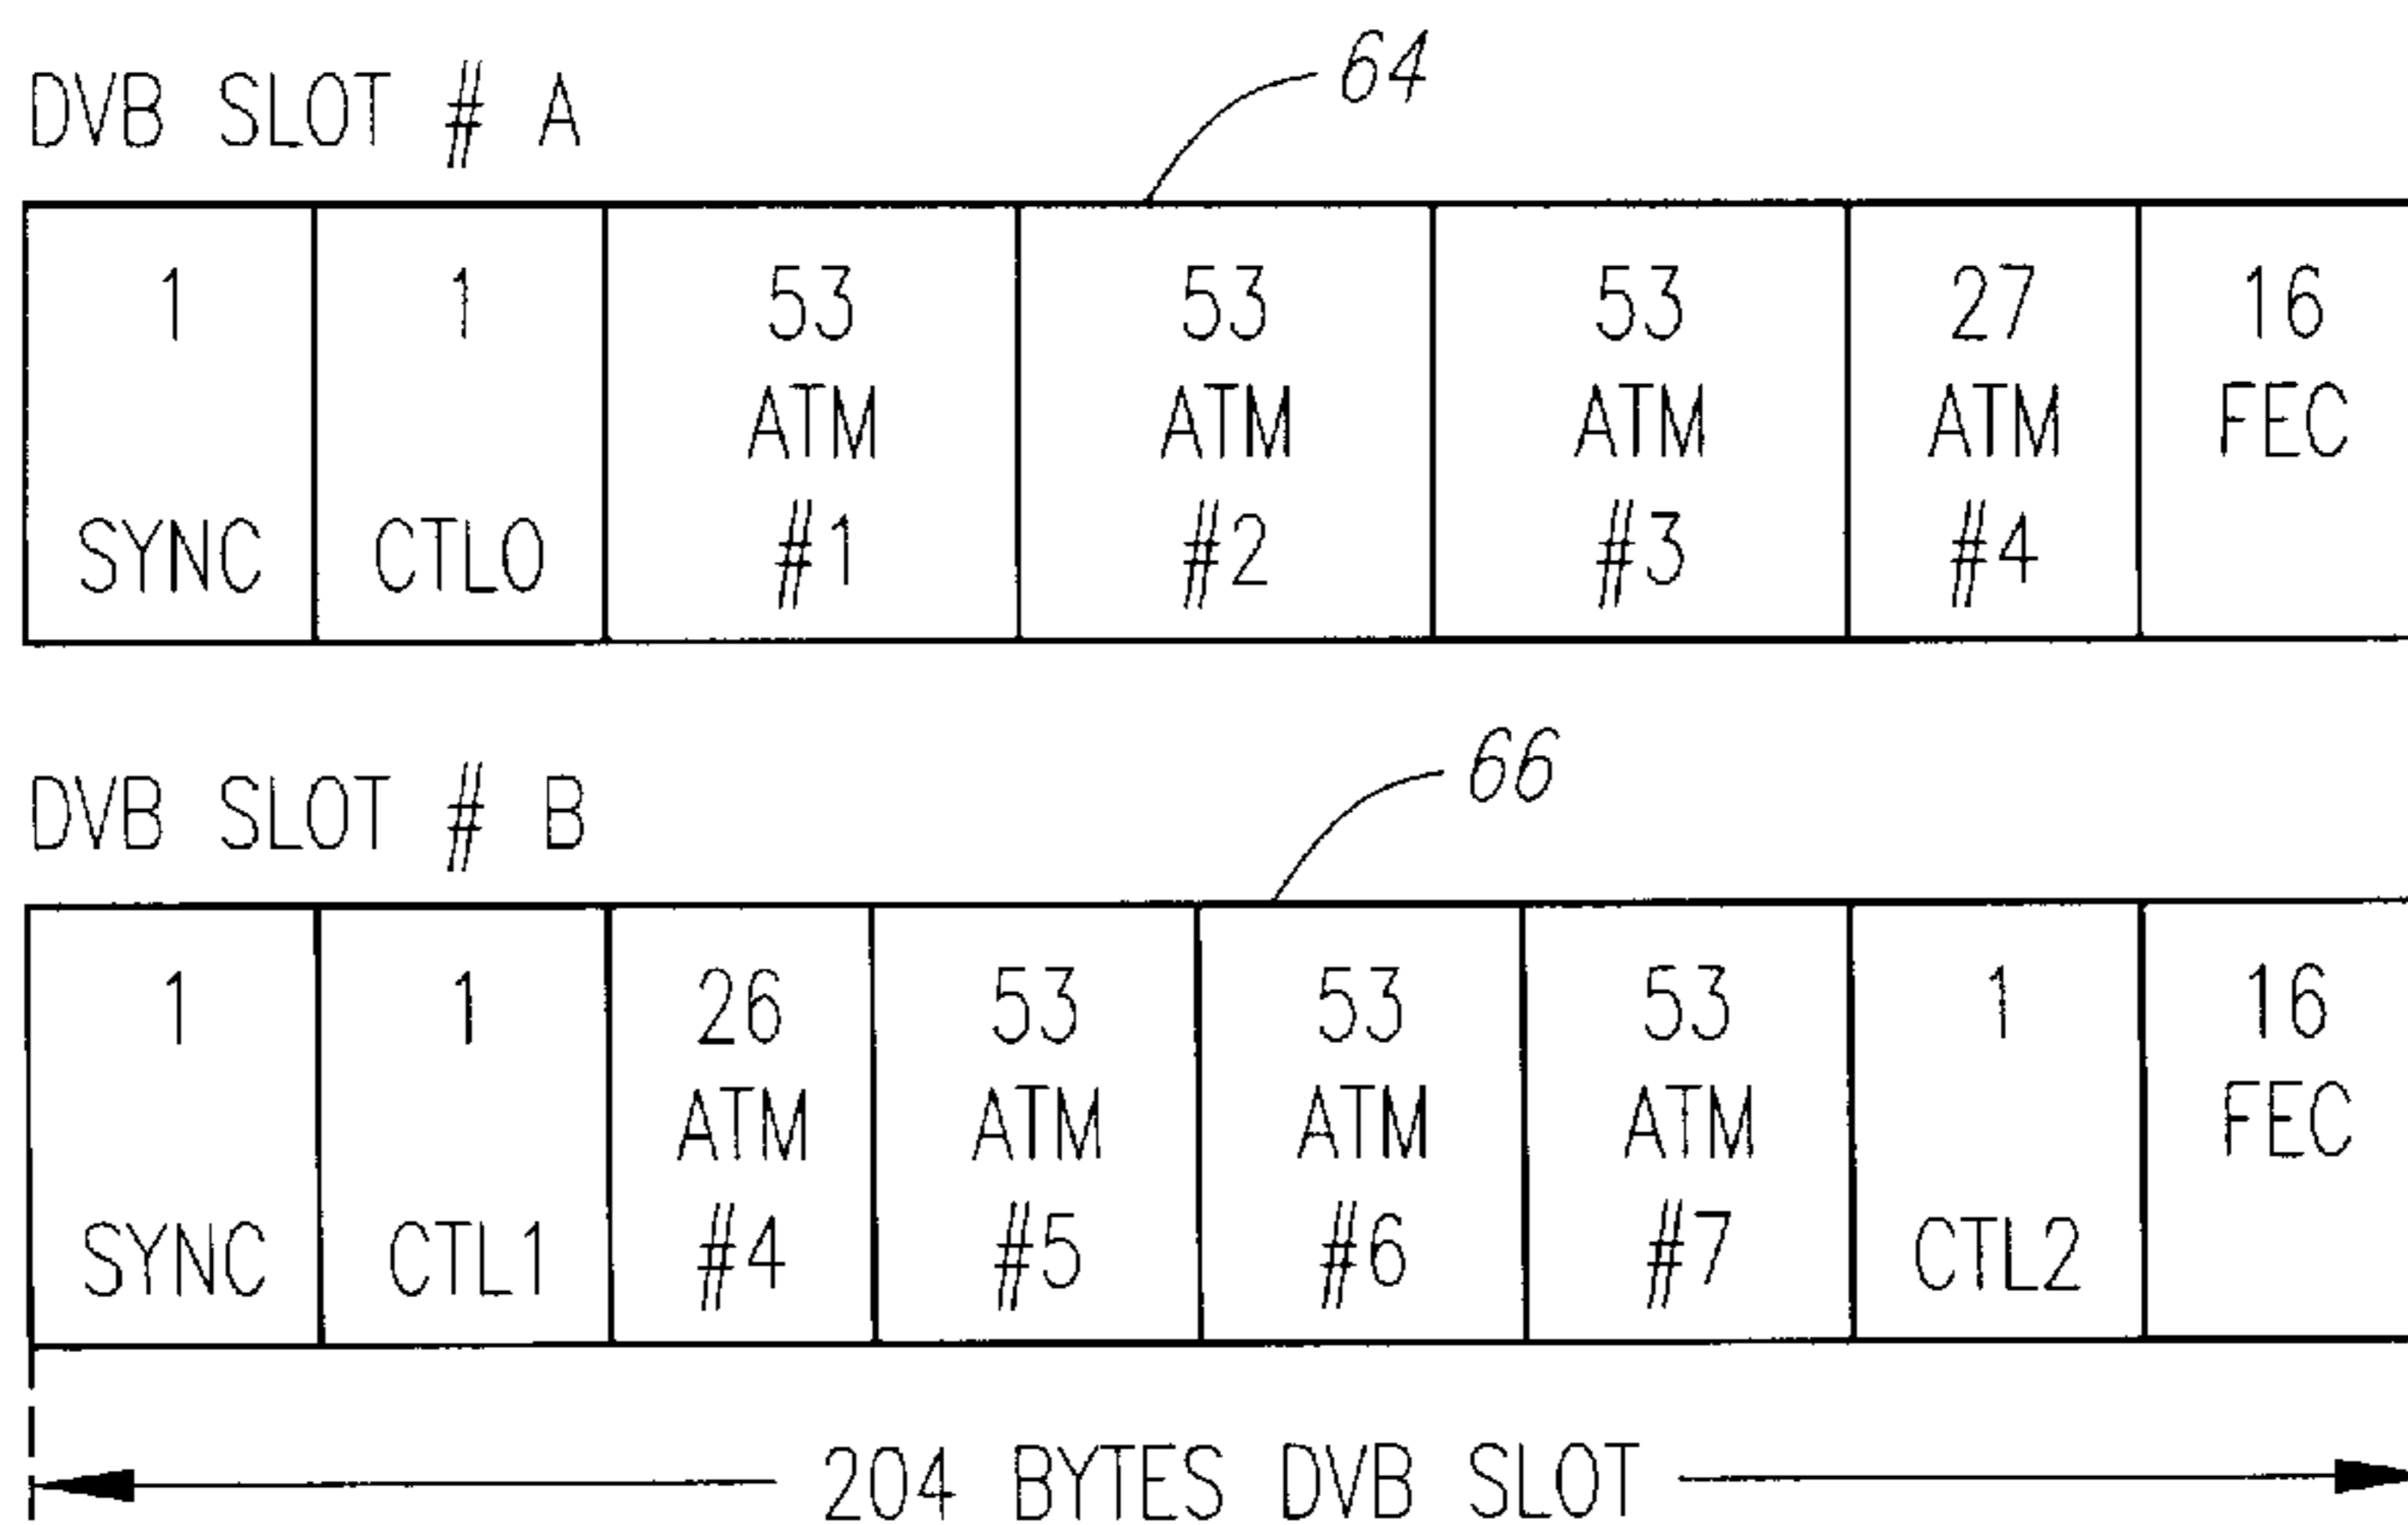 DVB SLOT # A
64
1 1 53 53 53 27 16
ATM ATM ATM ATM FEC
SYNC CTL0 #1 #2 #3 #4
DVB SLOT # B
66
1 1 26 53 53 53 1 16
ATM ATM ATM ATM FEC
SYNC CTL1 #4 #5 #6 #7 CTL2
204 BYTES DVB SLOT